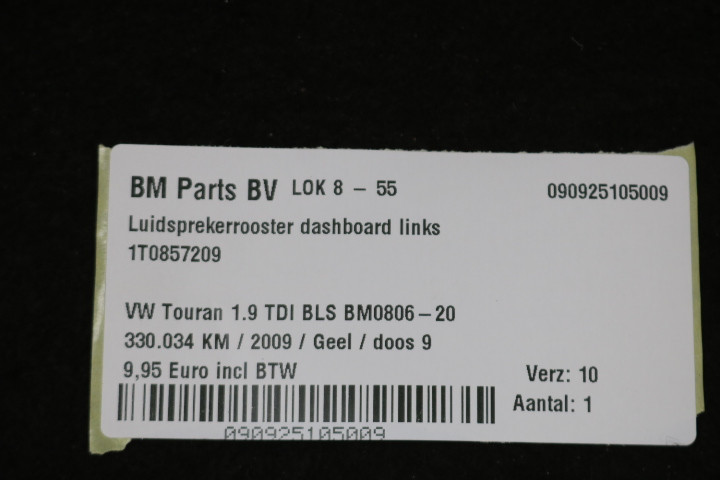 BM Parts BV LOK 8 - 55 090925105009
Luidsprekerrooster dashboard links
1T0857209
VW Touran 1.9 TDI BLS BM0806-20
330.034 KM / 2009 / Geel / doos 9
9,95 Euro incl BTW Verz: 10
Aantal: 1
090925105009